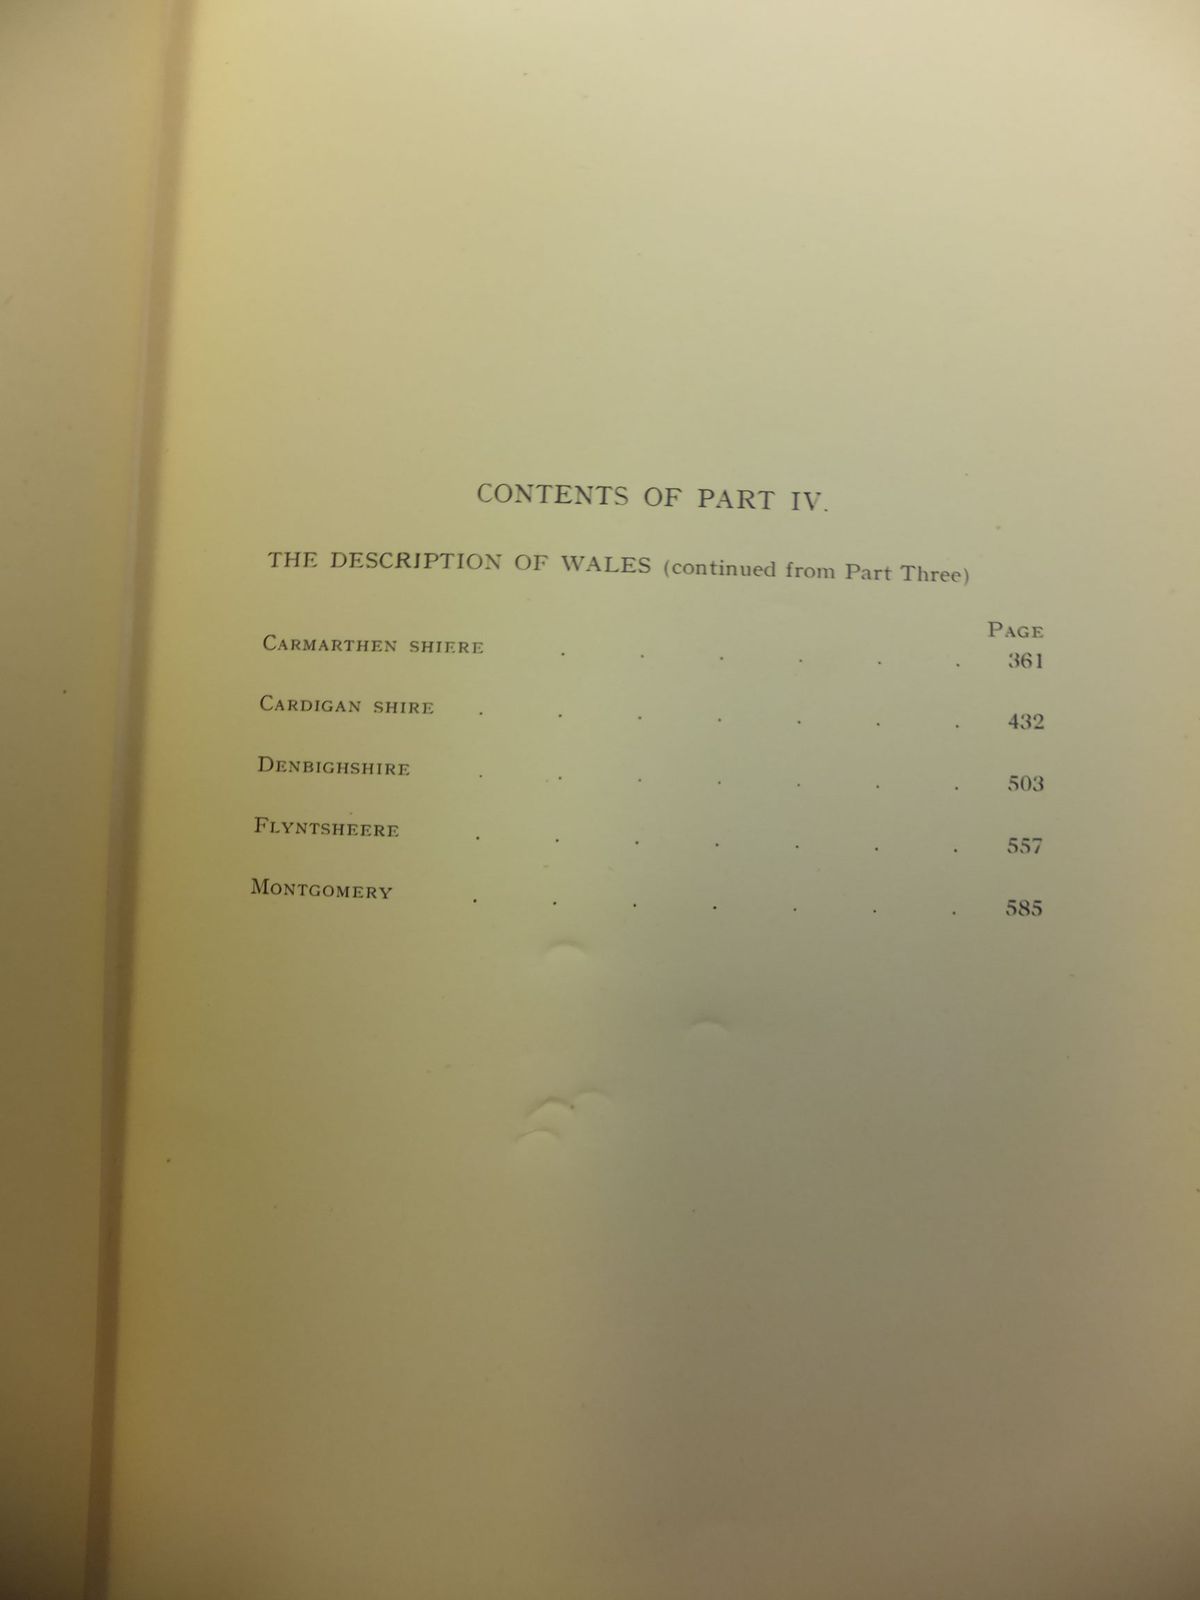 CONTENTS OF PART IV.
THE DESCRIPTION OF WALES (continued from Part Three)
PAGE
CARMARTHEN SHIERE . . . . . . 361
CARDIGAN SHIRE . . . . . . . 432
DENBIGHSHIRE . . . . . . . 503
FLYNTSHEERE . . . . . . . 557
MONTGOMERY . . . . . . . 585